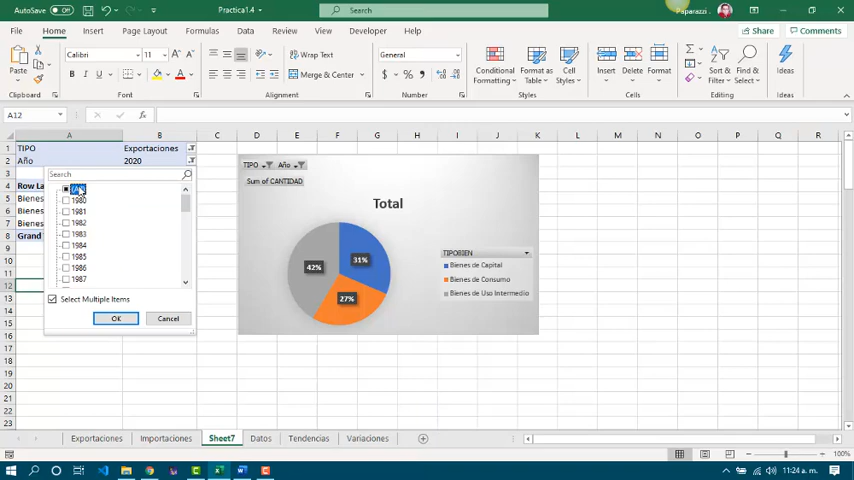 AutoSave Off Practica1.4 Search Paparazzi .
File Home Insert Page Layout Formulas Data Review View Developer Help Share Comments
Paste Calibri 11 Wrap Text General Conditional Format as Cell Insert Delete Format Sort & Find & Ideas
B I U Merge & Center $ % Formatting Table Styles Filter Select
Clipboard Font Alignment Number Styles Cells Editing Ideas
A12 fx
A B C D E F G H I J K L M N O P Q R
1 TIPO Exportaciones
2 Año 2020
3
Search
(All)
1980
1981
1982
1983
1984
1985
1986
1987
Select Multiple Items
OK Cancel
4 Row La
5 Bienes
6 Bienes
7 Bienes
8 Grand
9
10
11
12
13
14
15
16
17
18
19
20
21
22
23
TIPO Año
Sum of CANTIDAD
Total
31%
27%
42%
TIPOBIEN
Bienes de Capital
Bienes de Consumo
Bienes de Uso Intermedio
Exportaciones Importaciones Sheet7 Datos Tendencias Variaciones
100%
11:24 a. m.